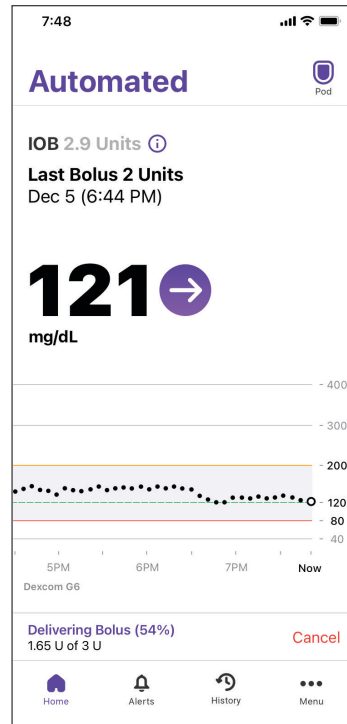 7:48
Automated
Pod
IOB 2.9 Units
Last Bolus 2 Units
Dec 5 (6:44 PM)
121
mg/dL
400
300
200
120
80
40
5PM 6PM 7PM Now
Dexcom G6
Delivering Bolus (54%)
1.65 U of 3 U
Cancel
Home Alerts History Menu